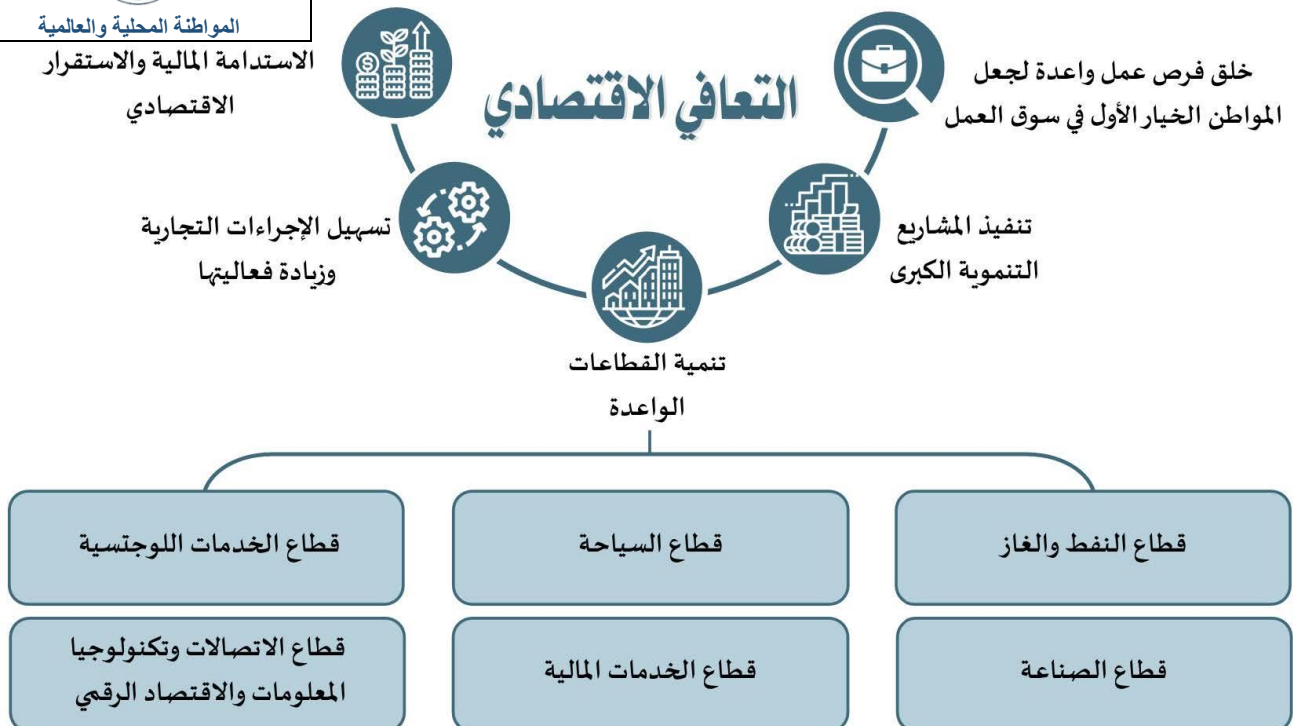 المواطنة المحلية والعالمية
التعافي الاقتصادي
خلق فرص عمل واعدة لجعل
المواطن الخيار الأول في سوق العمل
تنفيذ المشاريع
التنموية الكبرى
تنمية القطاعات
الواعدة
تسهيل الإجراءات التجارية
وزيادة فعاليتها
الاستدامة المالية والاستقرار
الاقتصادي
قطاع النفط والغاز
قطاع السياحة
قطاع الخدمات اللوجتسية
قطاع الصناعة
قطاع الخدمات المالية
قطاع الاتصالات وتكنولوجيا
المعلومات والاقتصاد الرقمي